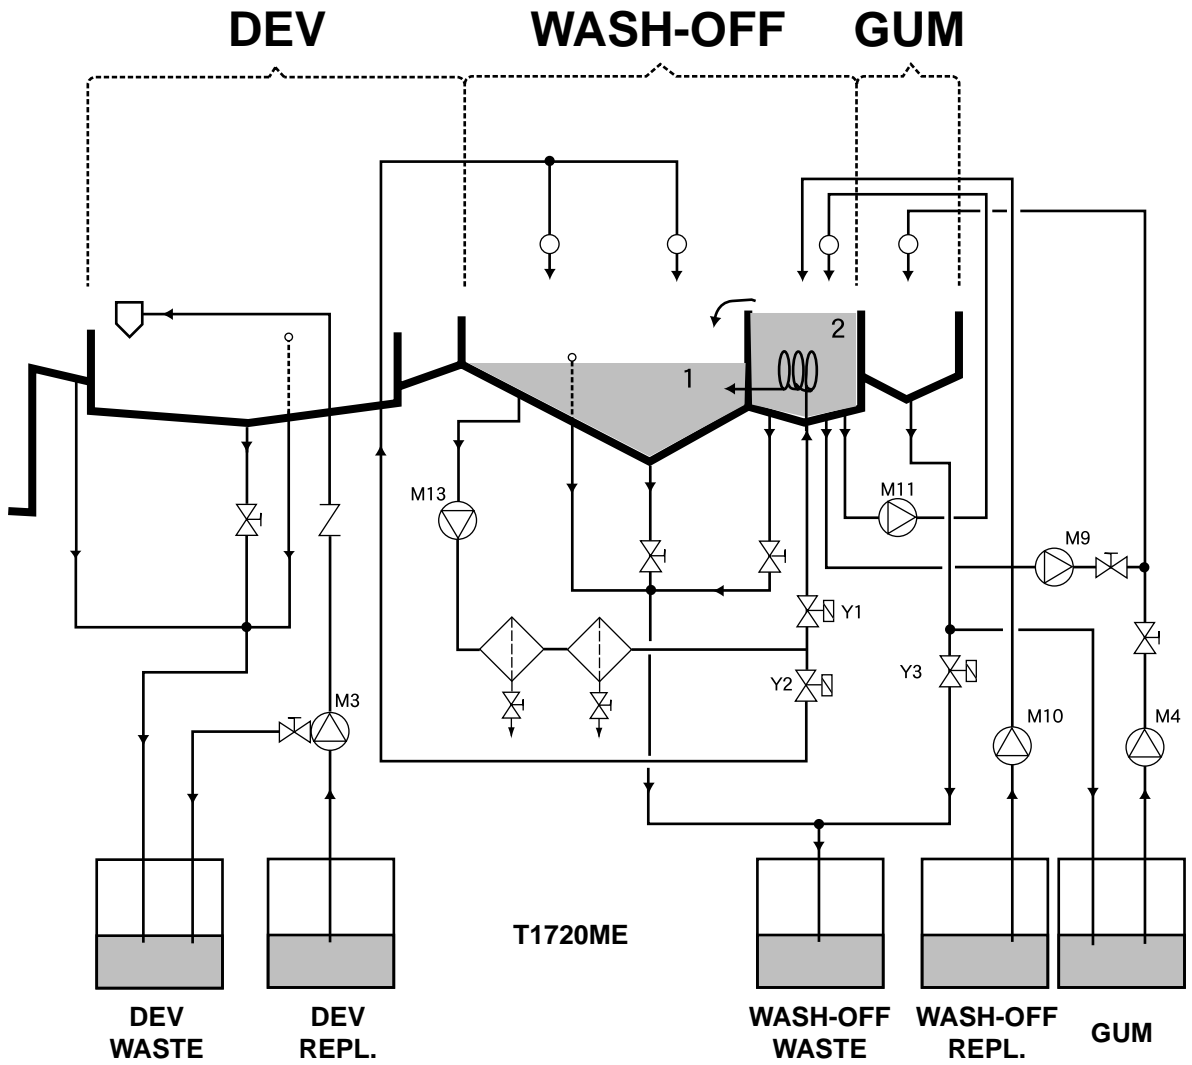 DEV
WASH-OFF
GUM
2
1
M13
M11
M9
Y1
Y2
Y3
M3
M10
M4
T1720ME
DEV
WASTE
DEV
REPL.
WASH-OFF
WASTE
WASH-OFF
REPL.
GUM